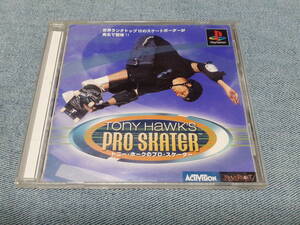 世界ランクトップ10のスケートボーダーが
実名で登場!!
PlayStation
TONY HAWK'S
PRO SKATER
トニー・ホークのプロ・スケーター
ACTIVISION